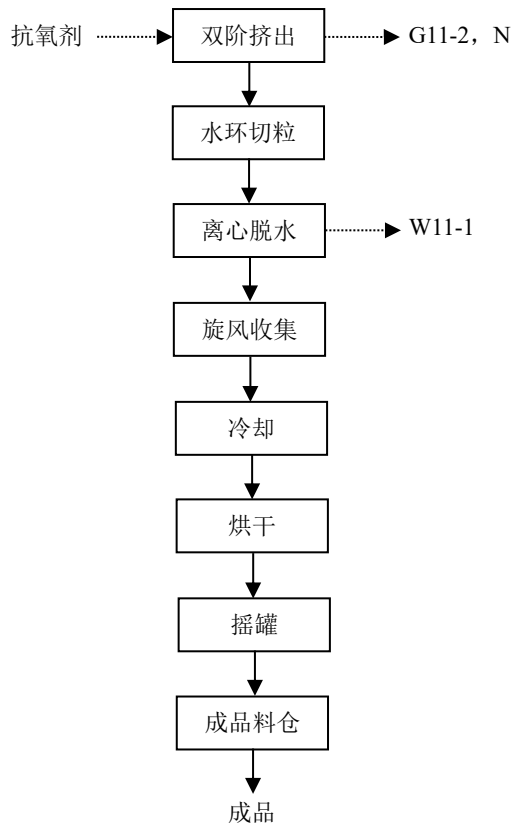 抗氧剂 双阶挤出 G11-2，N
水环切粒
离心脱水 W11-1
旋风收集
冷却
烘干
摇罐
成品料仓
成品